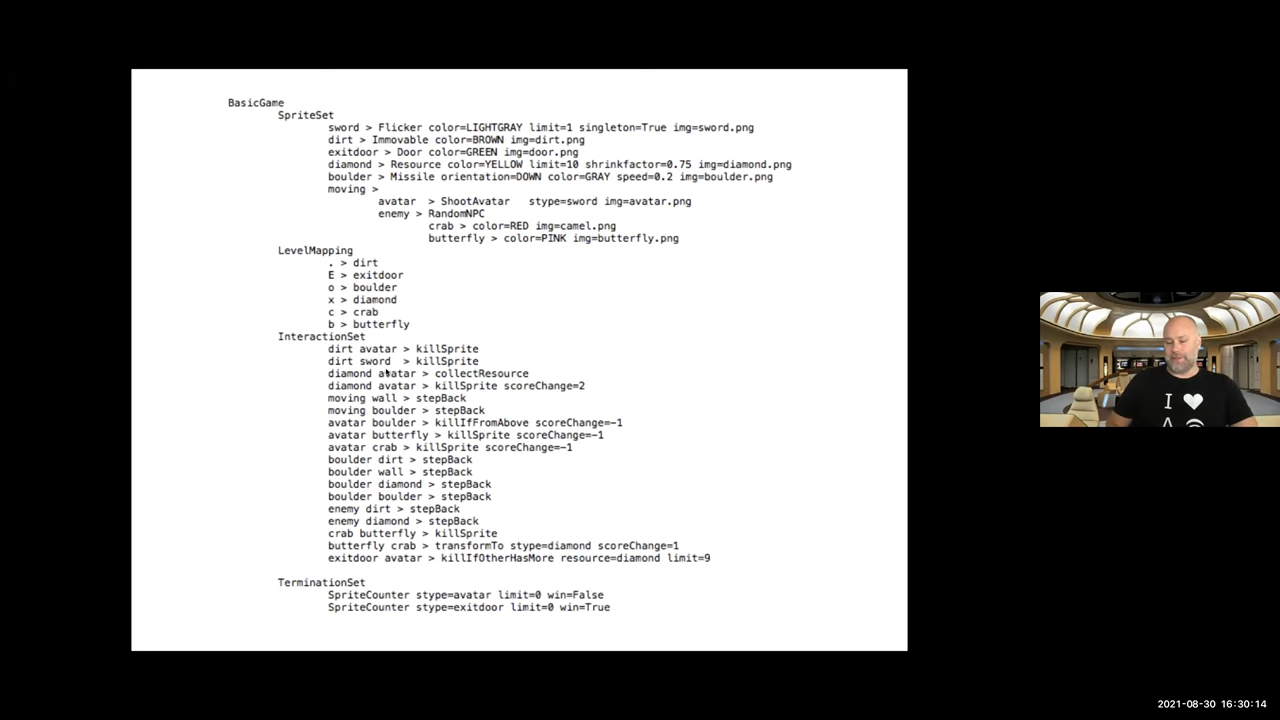 BasicGame
SpriteSet
sword > Flicker color=LIGHTGRAY limit=1 singleton=True img=sword.png
dirt > Immovable color=BROWN img=dirt.png
exitdoor > Door color=GREEN img=door.png
diamond > Resource color=YELLOW limit=10 shrinkfactor=0.75 img=diamond.png
boulder > Missile orientation=DOWN color=GRAY speed=0.2 img=boulder.png
moving >
avatar > ShootAvatar stype=sword img=avatar.png
enemy > RandomNPC
crab > color=RED img=camel.png
butterfly > color=PINK img=butterfly.png
LevelMapping
. > dirt
E > exitdoor
o > boulder
x > diamond
c > crab
b > butterfly
InteractionSet
dirt avatar > killSprite
dirt sword > killSprite
diamond avatar > collectResource
diamond avatar > killSprite scoreChange=2
moving wall > stepBack
moving boulder > stepBack
avatar boulder > killIfFromAbove scoreChange=-1
avatar butterfly > killSprite scoreChange=-1
avatar crab > killSprite scoreChange=-1
boulder dirt > stepBack
boulder wall > stepBack
boulder diamond > stepBack
boulder boulder > stepBack
enemy dirt > stepBack
enemy diamond > stepBack
crab butterfly > killSprite
butterfly crab > transformTo stype=diamond scoreChange=1
exitdoor avatar > killIfOtherHasMore resource=diamond limit=9
TerminationSet
SpriteCounter stype=avatar limit=0 win=False
SpriteCounter stype=exitdoor limit=0 win=True
I
2021-08-30 16:30:14